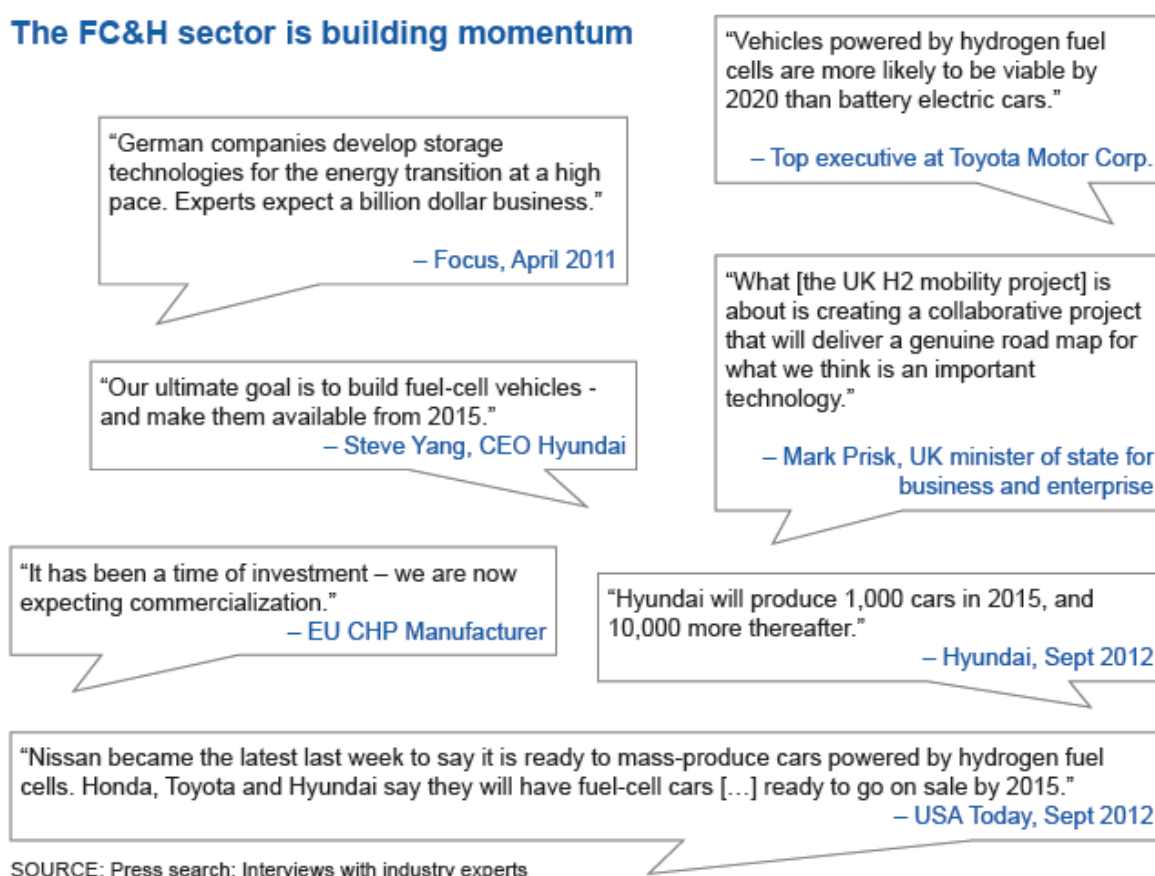 The FC&H sector is building momentum
“Vehicles powered by hydrogen fuel
cells are more likely to be viable by
2020 than battery electric cars.”
– Top executive at Toyota Motor Corp.
“German companies develop storage
technologies for the energy transition at a high
pace. Experts expect a billion dollar business.”
– Focus, April 2011
“What [the UK H2 mobility project] is
about is creating a collaborative project
that will deliver a genuine road map for
what we think is an important
technology.”
– Mark Prisk, UK minister of state for
business and enterprise
“Our ultimate goal is to build fuel-cell vehicles -
and make them available from 2015.”
– Steve Yang, CEO Hyundai
“It has been a time of investment – we are now
expecting commercialization.”
– EU CHP Manufacturer
“Hyundai will produce 1,000 cars in 2015, and
10,000 more thereafter.”
– Hyundai, Sept 2012
“Nissan became the latest last week to say it is ready to mass-produce cars powered by hydrogen fuel
cells. Honda, Toyota and Hyundai say they will have fuel-cell cars […] ready to go on sale by 2015.”
– USA Today, Sept 2012
SOURCE: Press search; Interviews with industry experts